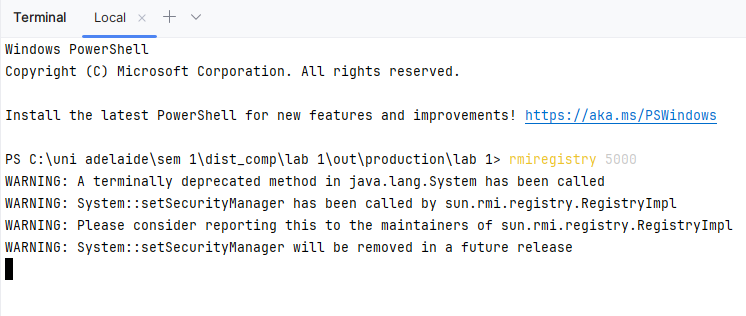 Terminal Local
Windows PowerShell
Copyright (C) Microsoft Corporation. All rights reserved.
Install the latest PowerShell for new features and improvements! https://aka.ms/PSWindows
PS C:\uni adelaide\sem 1\dist_comp\lab 1\out\production\lab 1> rmiregistry 5000
WARNING: A terminally deprecated method in java.lang.System has been called
WARNING: System::setSecurityManager has been called by sun.rmi.registry.RegistryImpl
WARNING: Please consider reporting this to the maintainers of sun.rmi.registry.RegistryImpl
WARNING: System::setSecurityManager will be removed in a future release